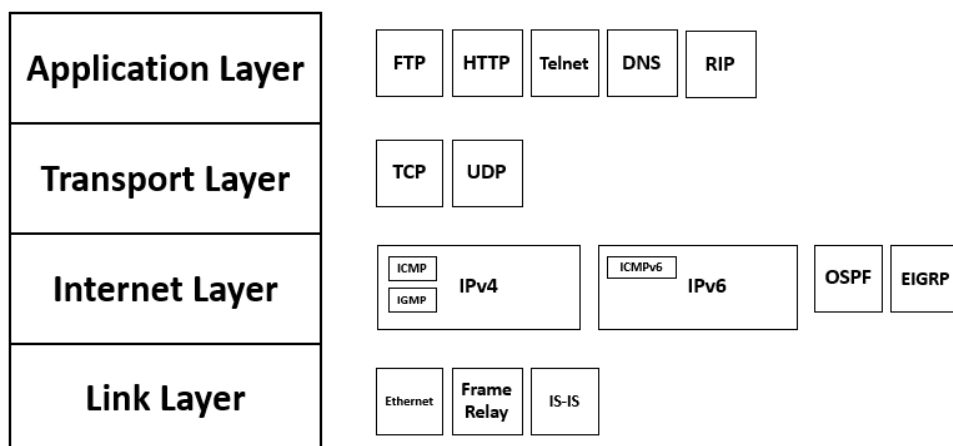 Application Layer
FTP
HTTP
Telnet
DNS
RIP
Transport Layer
TCP
UDP
Internet Layer
ICMP
IGMP
IPv4
ICMPv6
IPv6
OSPF
EIGRP
Link Layer
Ethernet
Frame
Relay
IS-IS